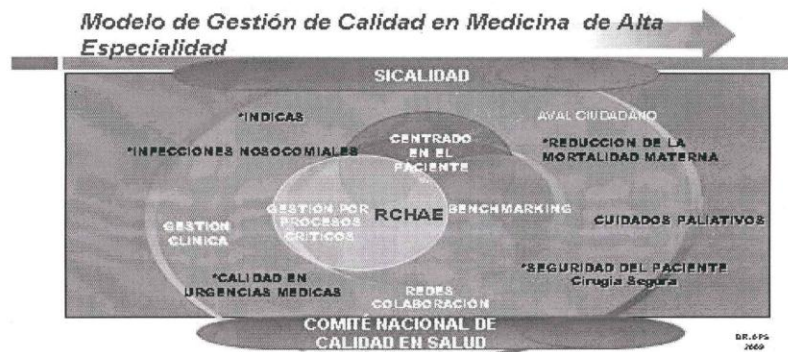 Modelo de Gestión de Calidad en Medicina de Alta
Especialidad
SICALIDAD
*INDICAS
AVAL CIUDADANO
CENTRADO
EN EL
PACIENTE
*INFECCIONES NOSOCOMIALES
*REDUCCION DE LA
MORTALIDAD MATERNA
GESTION POR
PROCESOS
CRITICOS
RCHAE
BENCHMARKING
GESTION
CLINICA
CUIDADOS PALIATIVOS
*CALIDAD EN
URGENCIAS MEDICAS
*SEGURIDAD DEL PACIENTE
Cirugia Segura
REDES
COLABORACION
COMITÉ NACIONAL DE
CALIDAD EN SALUD
2009